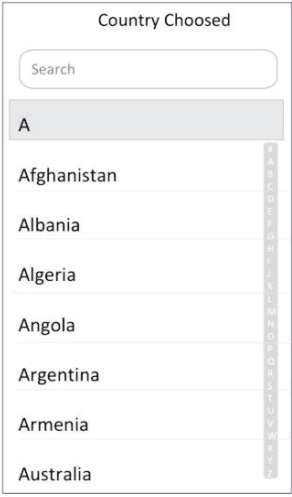 Country Choosed
Search
A
Afghanistan
Albania
Algeria
Angola
Argentina
Armenia
Australia
#
A
B
C
D
E
F
G
H
I
J
K
L
M
N
O
P
Q
R
S
T
U
V
W
X
Y
Z